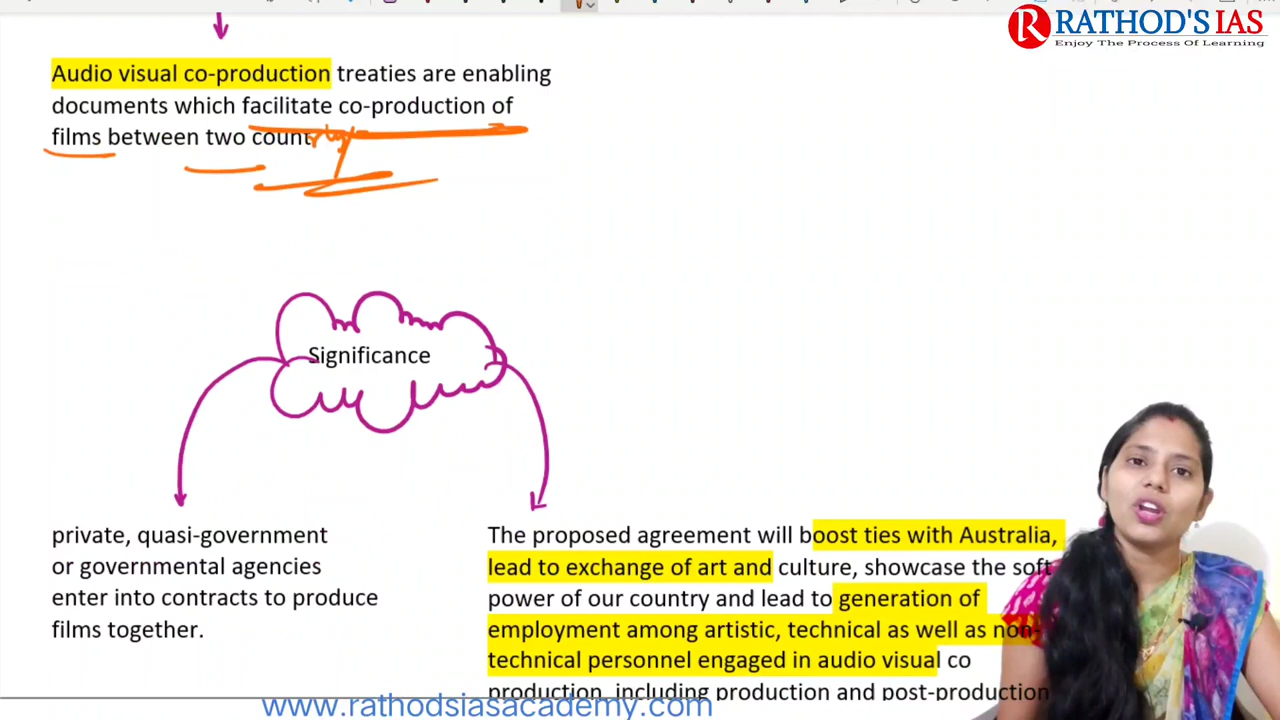 RATHOD'S IAS
Enjoy The Process Of Learning
Audio visual co-production treaties are enabling
documents which facilitate co-production of
films between two count
Significance
private, quasi-government
or governmental agencies
enter into contracts to produce
films together.
The proposed agreement will boost ties with Australia,
lead to exchange of art and culture, showcase the soft
power of our country and lead to generation of
employment among artistic, technical as well as non-
technical personnel engaged in audio visual co
production, including production and post-production
www.rathodsiasacademy.com